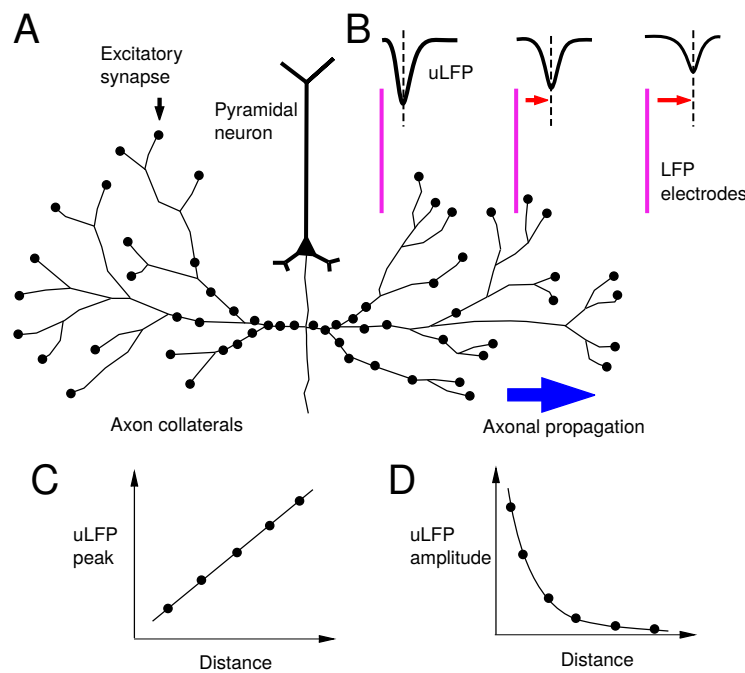 A
B
Excitatory
synapse
uLFP
Pyramidal
neuron
LFP
electrodes
Axon collaterals
Axonal propagation
C
D
uLFP
peak
uLFP
amplitude
Distance
Distance